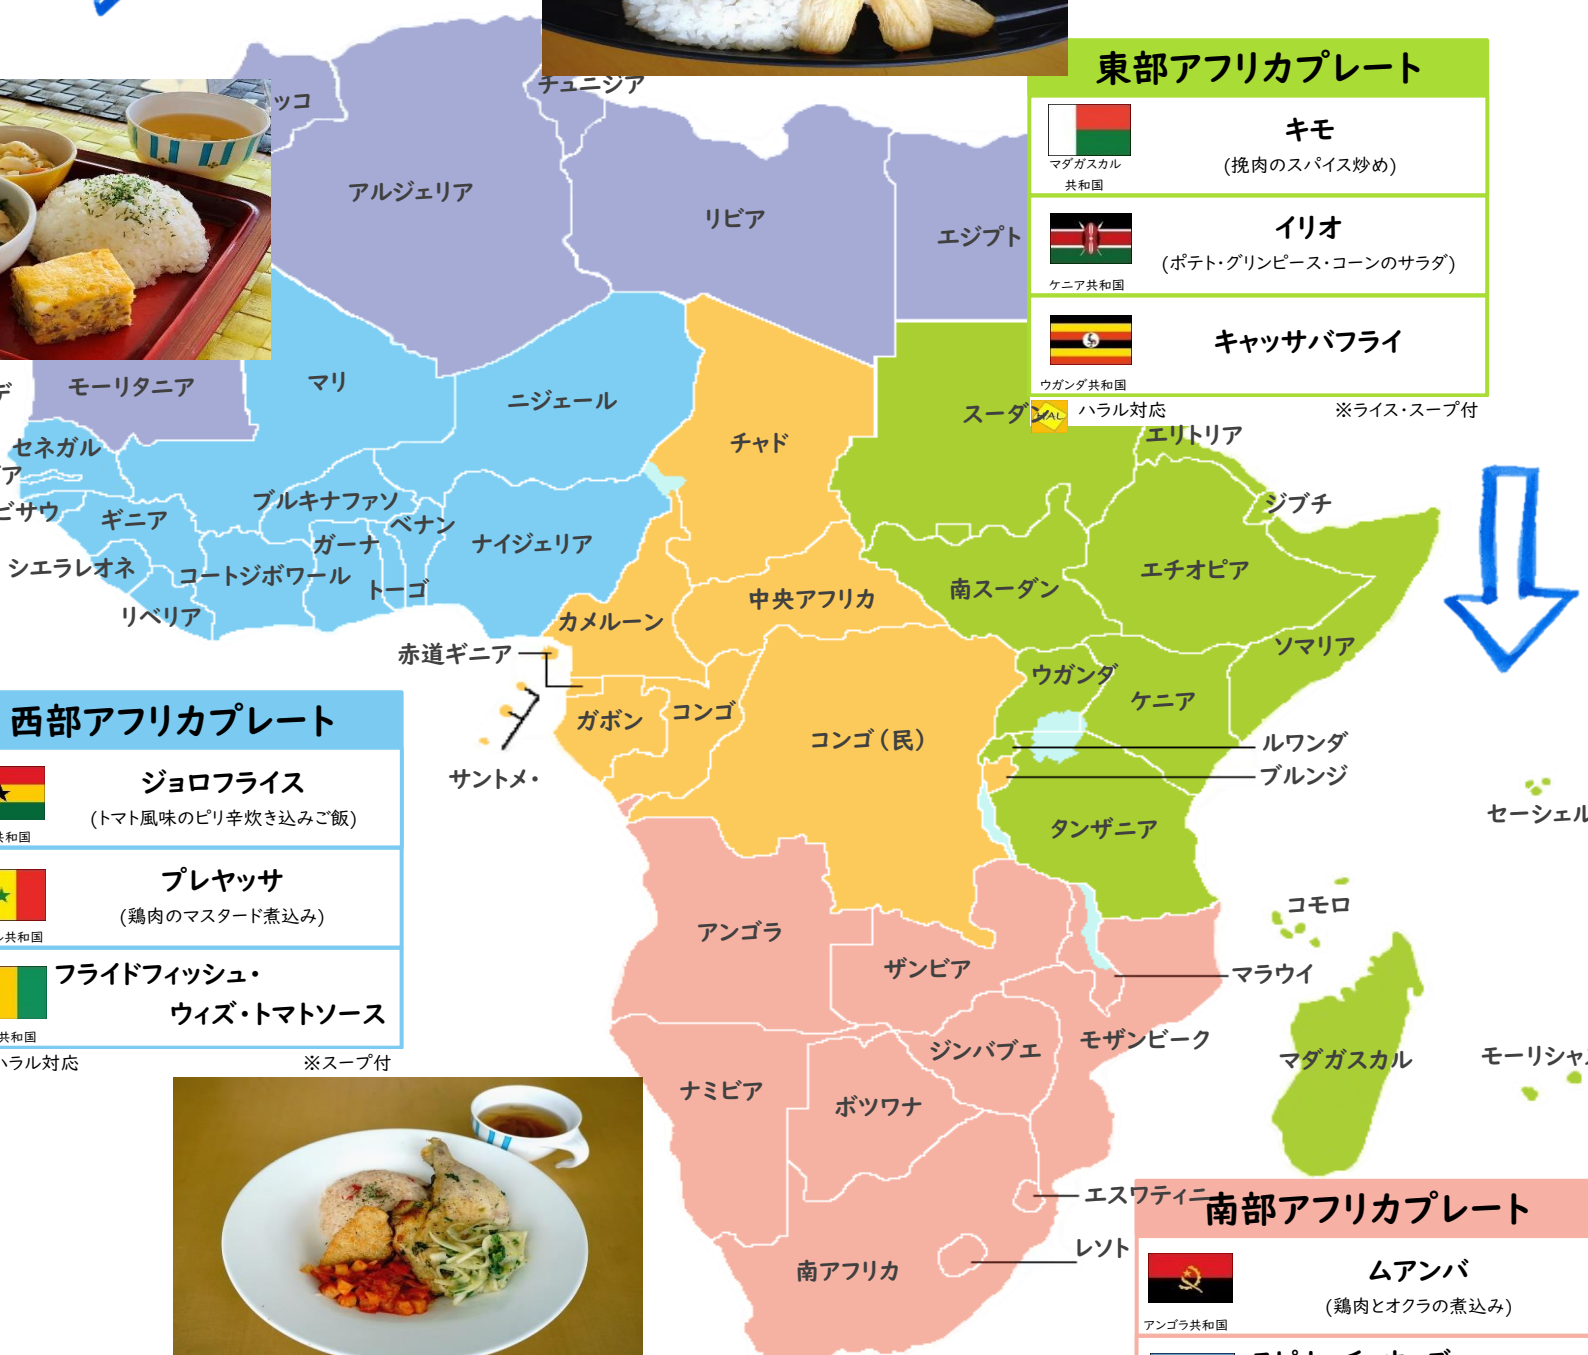 東部アフリカプレート
マダガスカル
共和国
キモ
(挽肉のスパイス炒め)
ケニア共和国
イリオ
(ポテト・グリンピース・コーンのサラダ)
ウガンダ共和国
キャッサバフライ
HAL
ハラル対応
※ライス・スープ付
ッコ
チュニジア
アルジェリア
リビア
エジプト
モーリタニア
マリ
ニジェール
チャド
スーダン
エリトリア
デ
セネガル
ア
ビサウ
ギニア
ブルキナファソ
ベナン
ガーナ
ナイジェリア
ジブチ
シエラレオネ
コートジボワール
トーゴ
リベリア
エチオピア
南スーダン
中央アフリカ
カメルーン
赤道ギニア
ソマリア
ウガンダ
ケニア
ガボン
コンゴ
コンゴ(民)
ルワンダ
ブルンジ
サントメ・
タンザニア
セーシェル
コモロ
アンゴラ
ザンビア
マラウイ
モザンビーク
ジンバブエ
マダガスカル
ナミビア
ボツワナ
エスワティニ
レソト
南アフリカ
西部アフリカプレート
共和国
ジョロフライス
(トマト風味のピリ辛炊き込みご飯)
共和国
プレヤッサ
(鶏肉のマスタード煮込み)
共和国
フライドフィッシュ・
ウィズ・トマトソース
ハラル対応
※スープ付
南部アフリカプレート
アンゴラ共和国
ムアンバ
(鶏肉とオクラの煮込み)